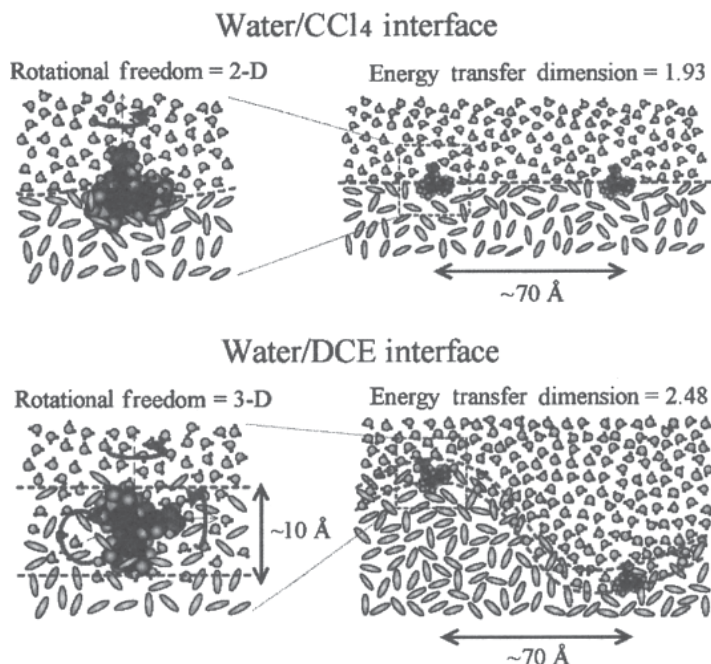 Water/CCl4 interface
Rotational freedom = 2-D
Energy transfer dimension = 1.93
~70 Å
Water/DCE interface
Rotational freedom = 3-D
Energy transfer dimension = 2.48
~10 Å
~70 Å